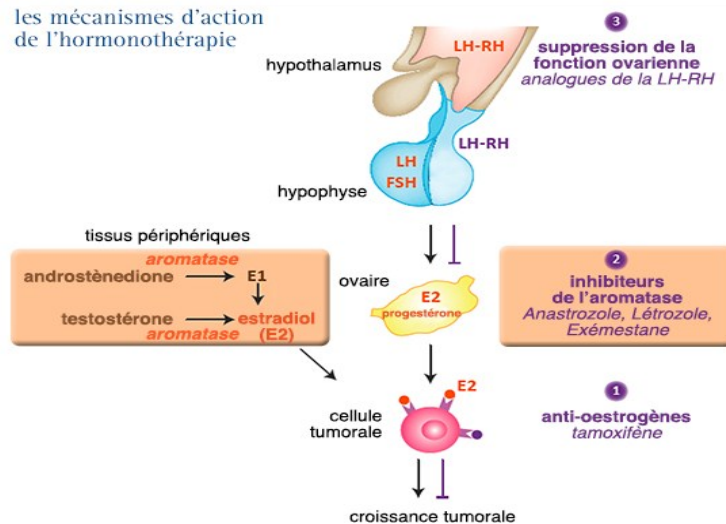 les mécanismes d'action
de l'hormonothérapie
3
suppression de la
fonction ovarienne
analogues de la LH-RH
LH-RH
hypothalamus
LH-RH
LH
FSH
hypophyse
tissus périphériques
aromatase
androstènedione
E1
testostérone
estradiol
(E2)
aromatase
ovaire
E2
progestérone
2
inhibiteurs
de l'aromatase
Anastrozole, Létrozole,
Exémestane
E2
cellule
tumorale
1
anti-oestrogènes
tamoxifène
croissance tumorale